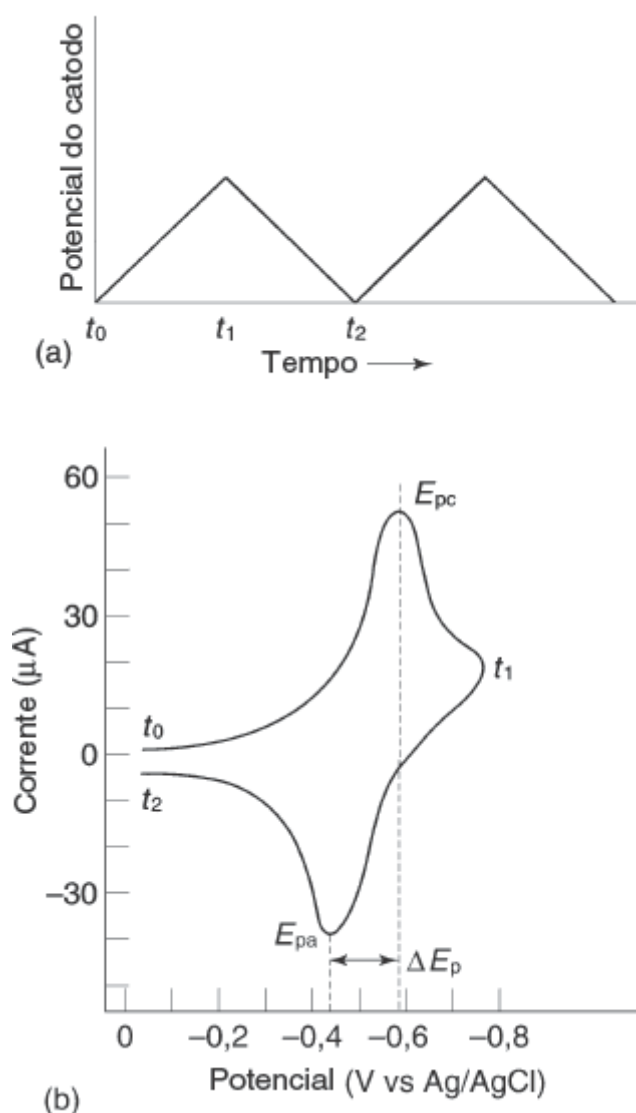 Potencial do catodo
t0 t1 t2
(a)
Tempo
60
Epc
30
Corrente (μA)
t1
t0
0
t2
–30
Epa
ΔEp
0 –0,2 –0,4 –0,6 –0,8
Potencial (V vs Ag/AgCl)
(b)